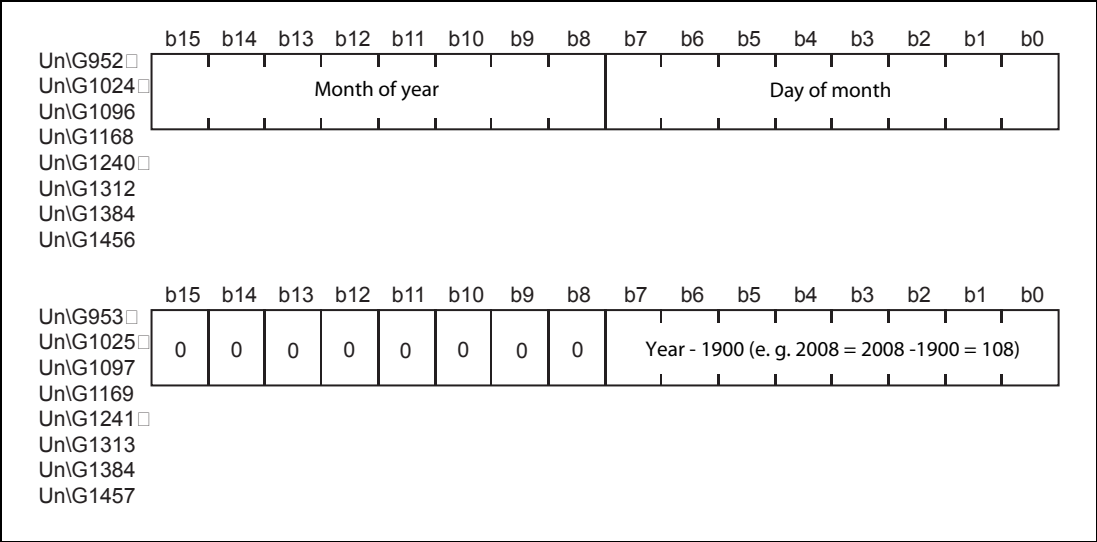 b15 b14 b13 b12 b11 b10 b9 b8 b7 b6 b5 b4 b3 b2 b1 b0
Un\G952□
Un\G1024□
Month of year Day of month
Un\G1096
Un\G1168
Un\G1240□
Un\G1312
Un\G1384
Un\G1456
b15 b14 b13 b12 b11 b10 b9 b8 b7 b6 b5 b4 b3 b2 b1 b0
Un\G953□
Un\G1025□
0 0 0 0 0 0 0 0 Year - 1900 (e. g. 2008 = 2008 -1900 = 108)
Un\G1097
Un\G1169
Un\G1241□
Un\G1313
Un\G1384
Un\G1457